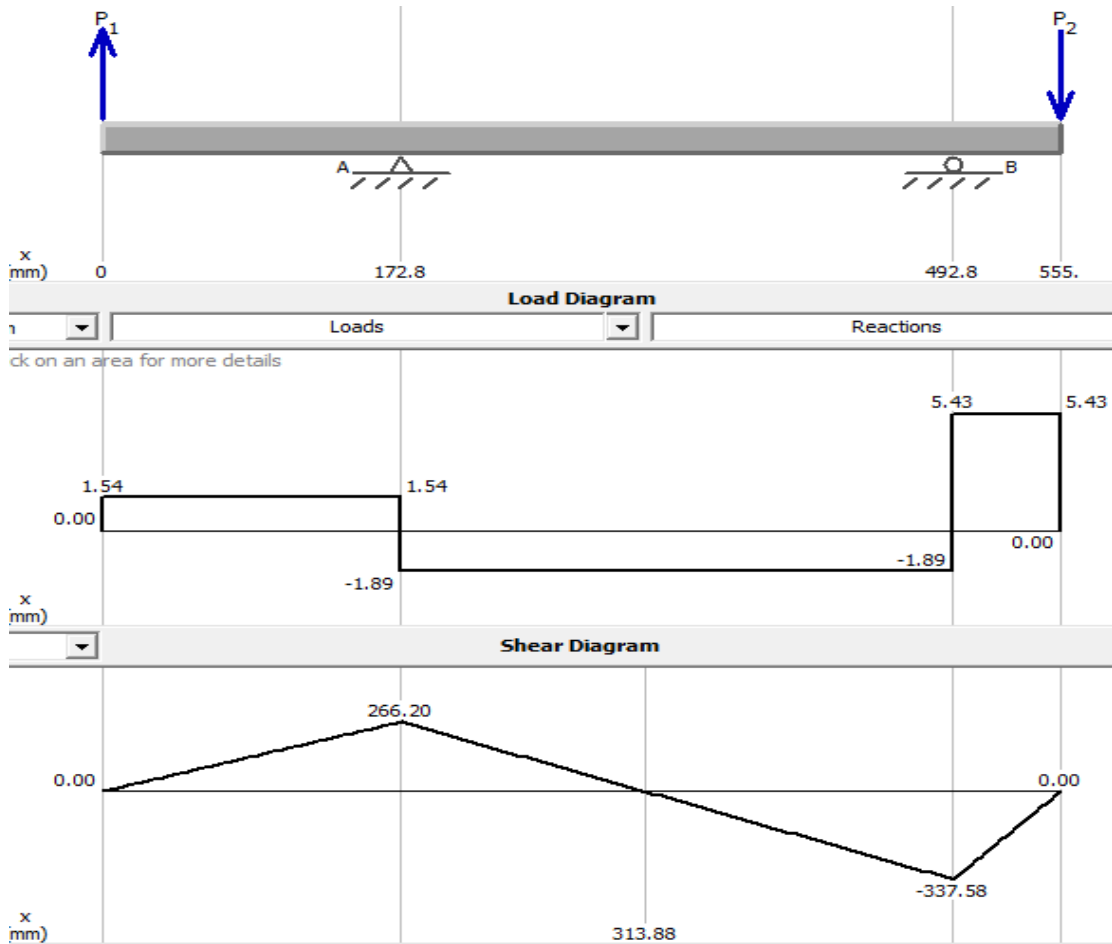 P1 P2
A B
x
(mm) 0 172.8 492.8 555.
Load Diagram
Loads Reactions
ck on an area for more details
5.43 5.43
1.54 1.54
0.00
0.00
-1.89 -1.89
x
(mm)
Shear Diagram
266.20
0.00 0.00
-337.58
x
(mm) 313.88